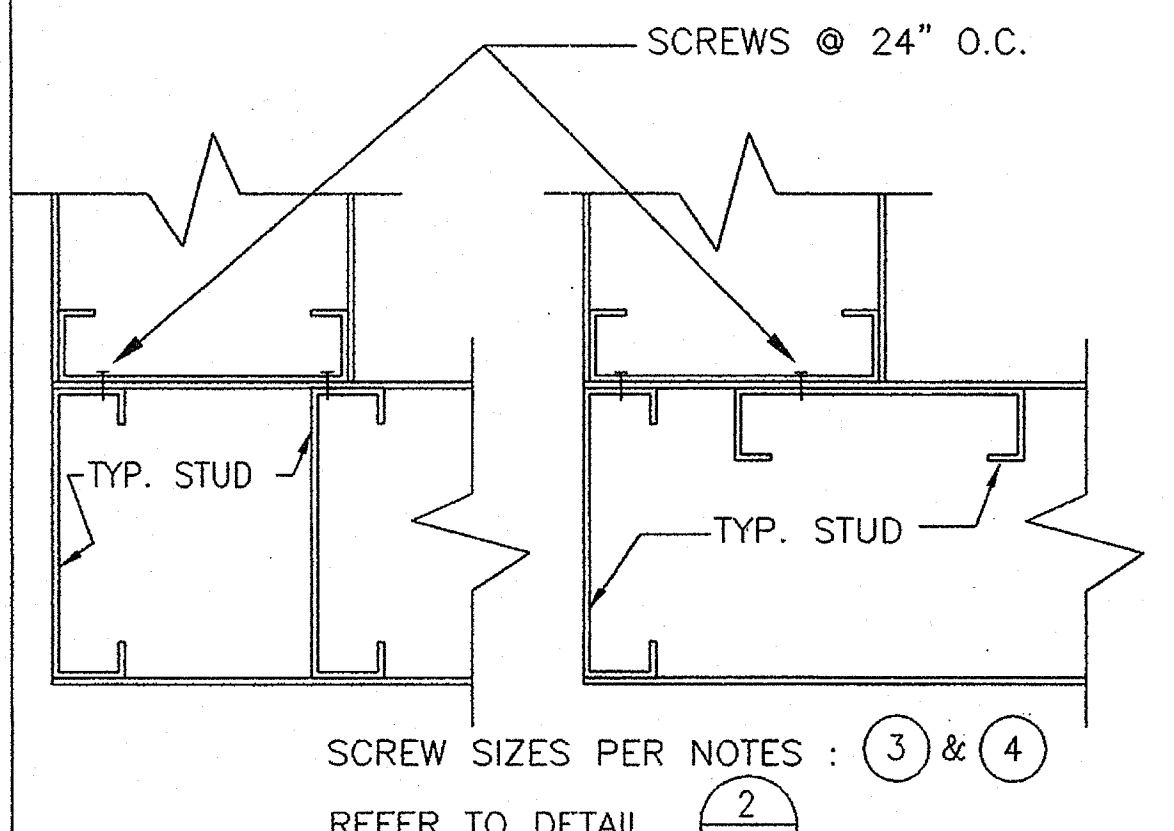 SCREWS @ 24" O.C.
TYP. STUD
TYP. STUD
SCREW SIZES PER NOTES : 3 & 4
REFER TO DETAIL 2